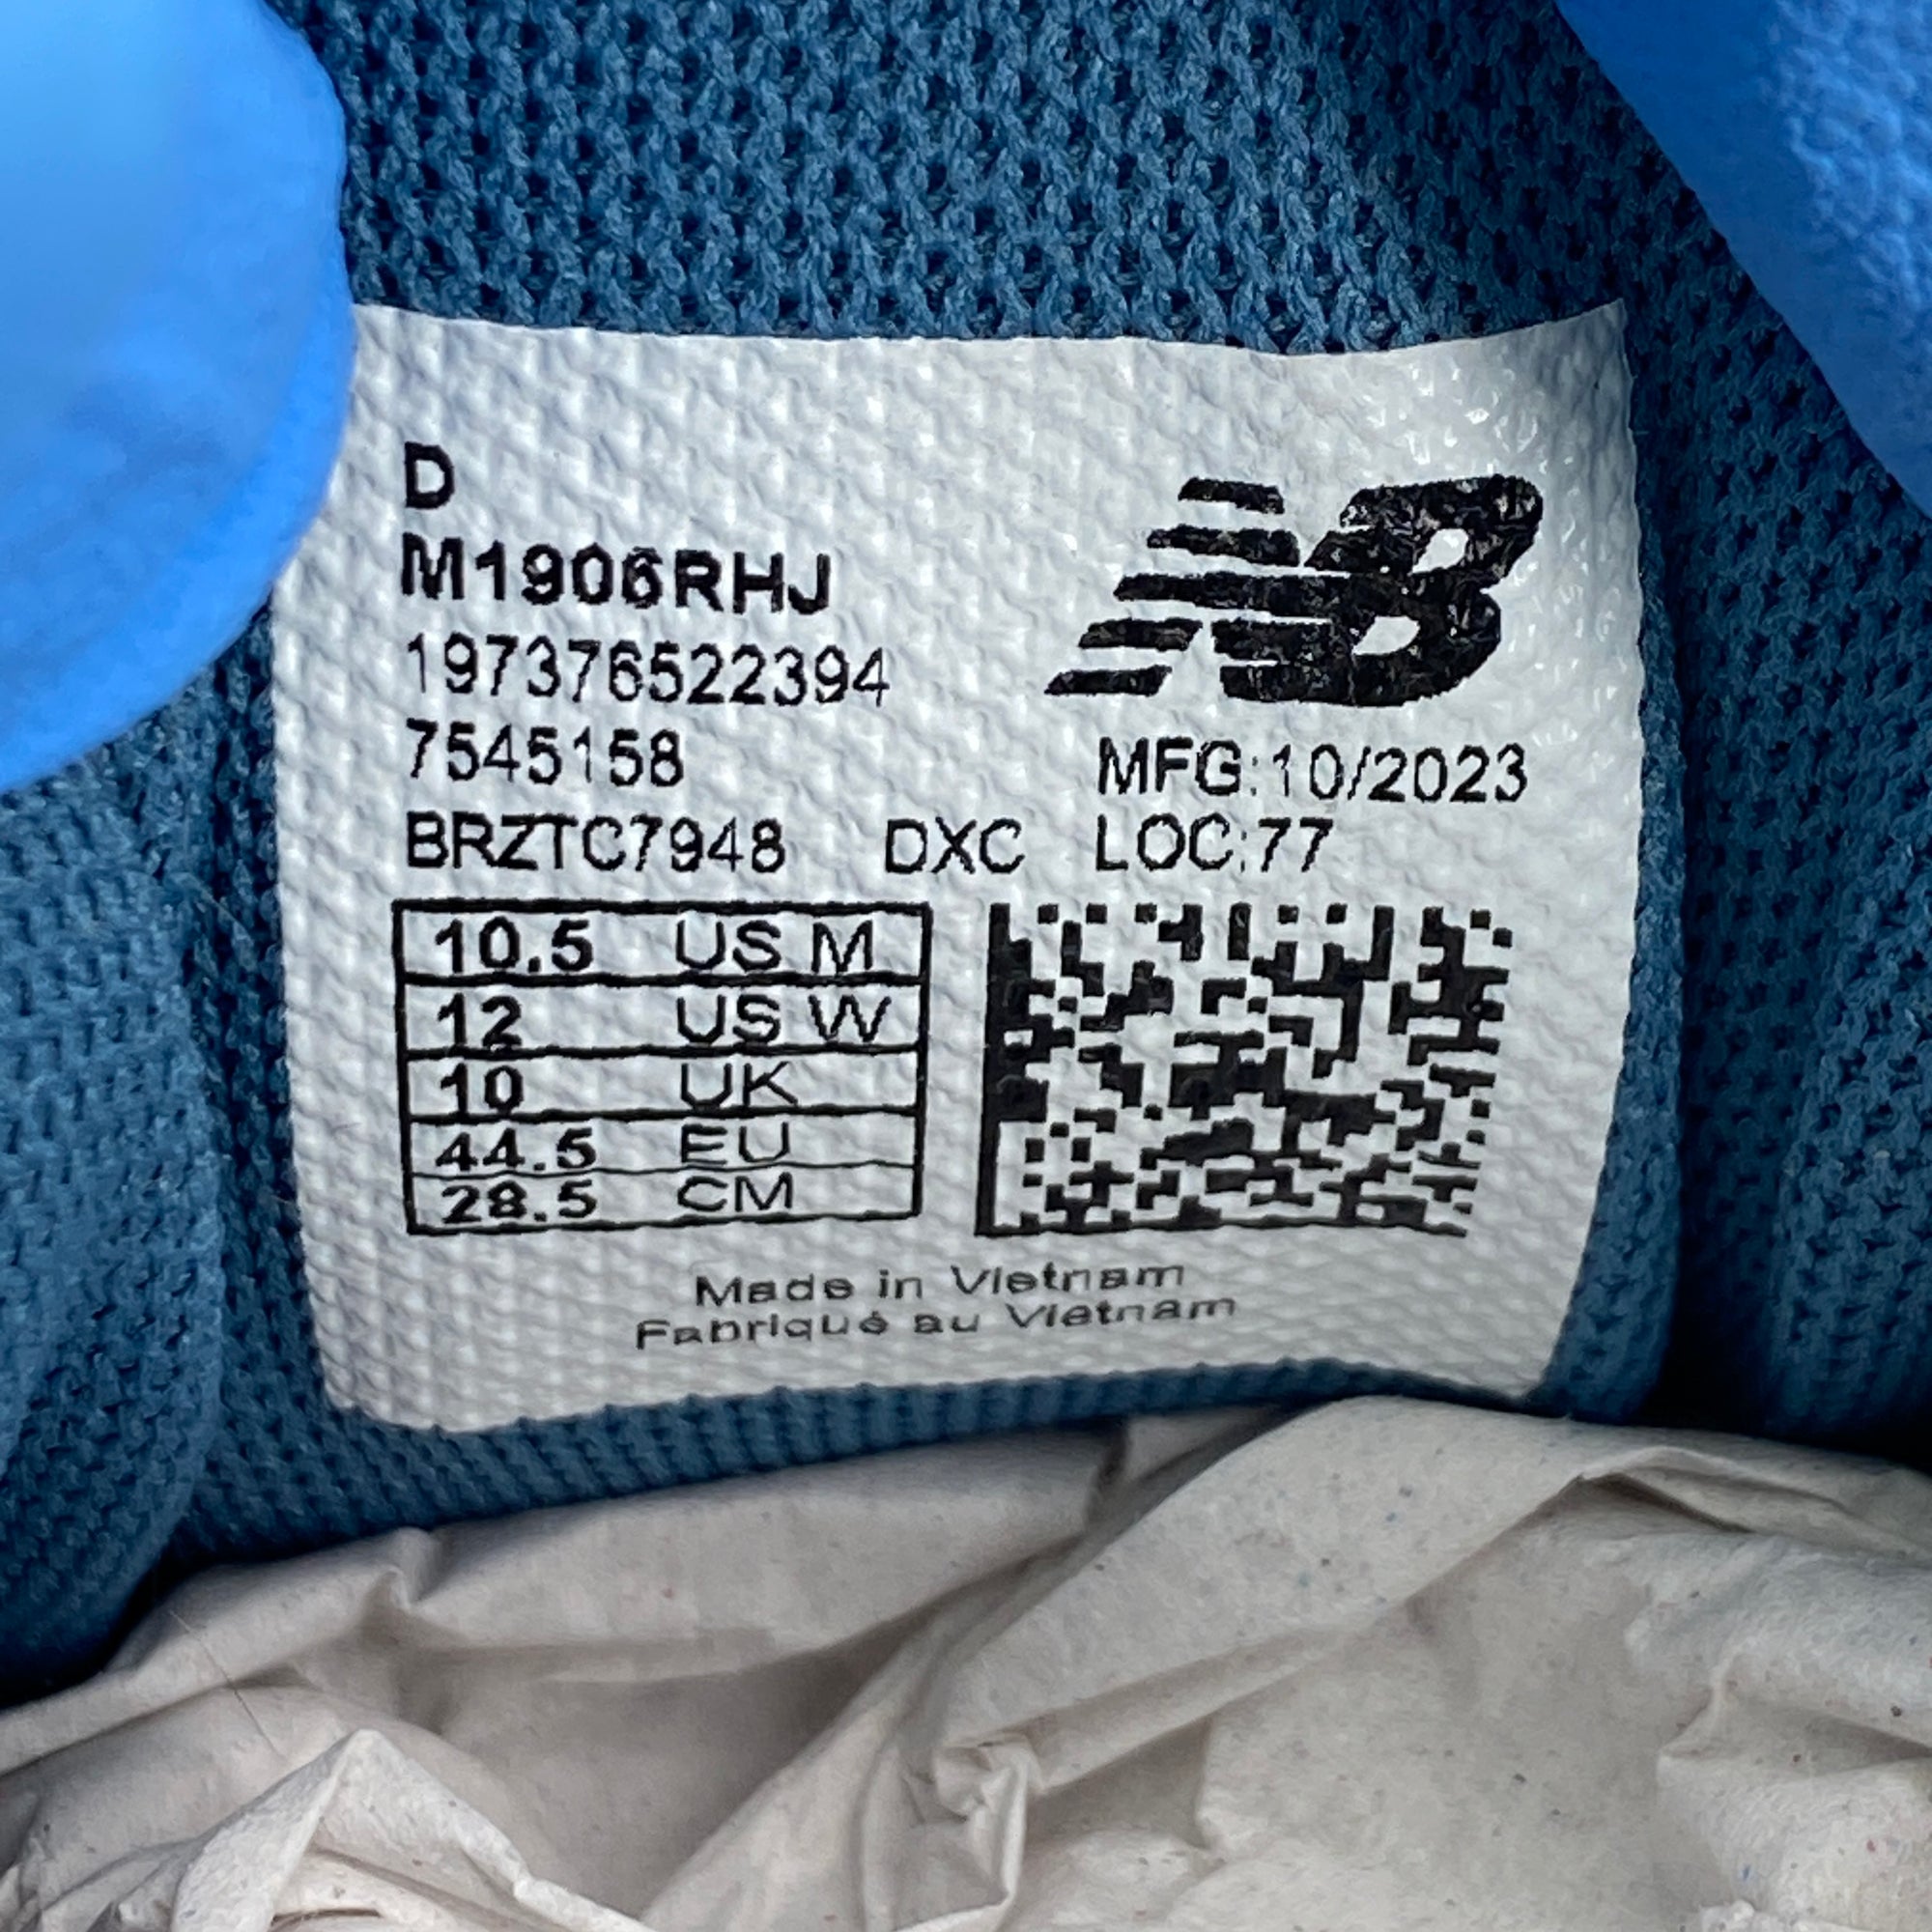 D
M1906RHJ
197376522394
7545158
MFG:10/2023
BRZTC7948 DXC LOC:77
10.5 US M
12 US W
10 UK
44.5 EU
28.5 CM
Made in Vietnam
Fabriqué au Vietnam
NB